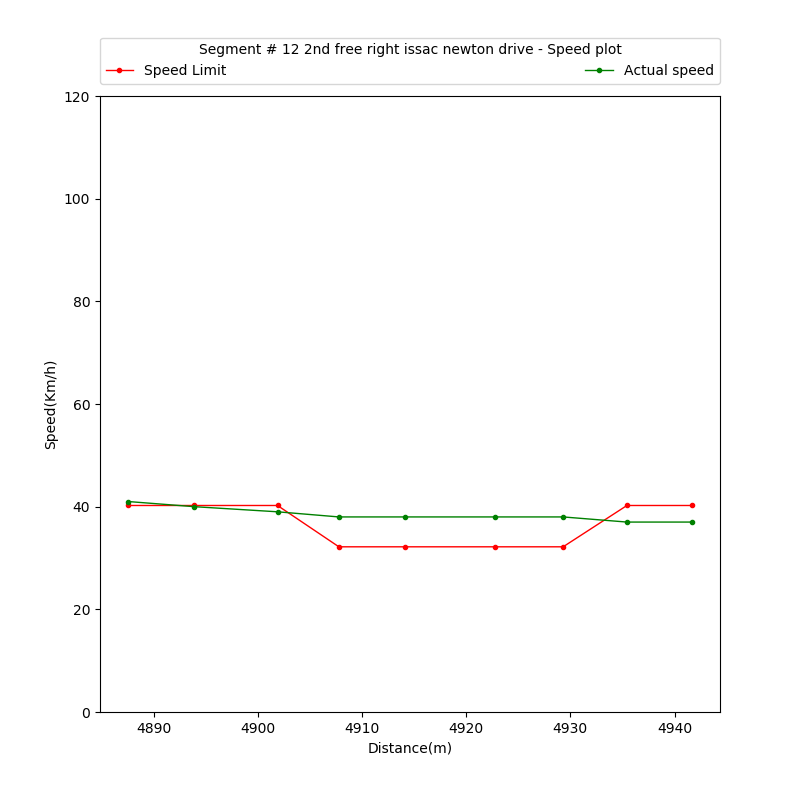 Segment # 12 2nd free right issac newton drive - Speed plot
Speed Limit
Actual speed
120
100
80
60
40
20
0
Speed(Km/h)
4890 4900 4910 4920 4930 4940
Distance(m)